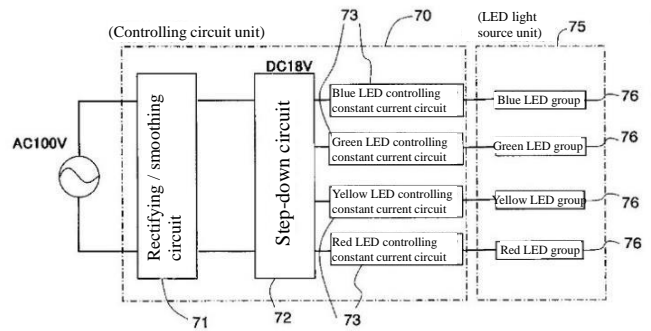 (Controlling circuit unit)
73
70
(LED light
source unit)
75
DC18V
AC100V
Rectifying / smoothing
circuit
Step-down circuit
Blue LED controlling
constant current circuit
Blue LED group
76
Green LED controlling
constant current circuit
Green LED group
76
Yellow LED controlling
constant current circuit
Yellow LED group
76
Red LED controlling
constant current circuit
Red LED group
76
71
72
73